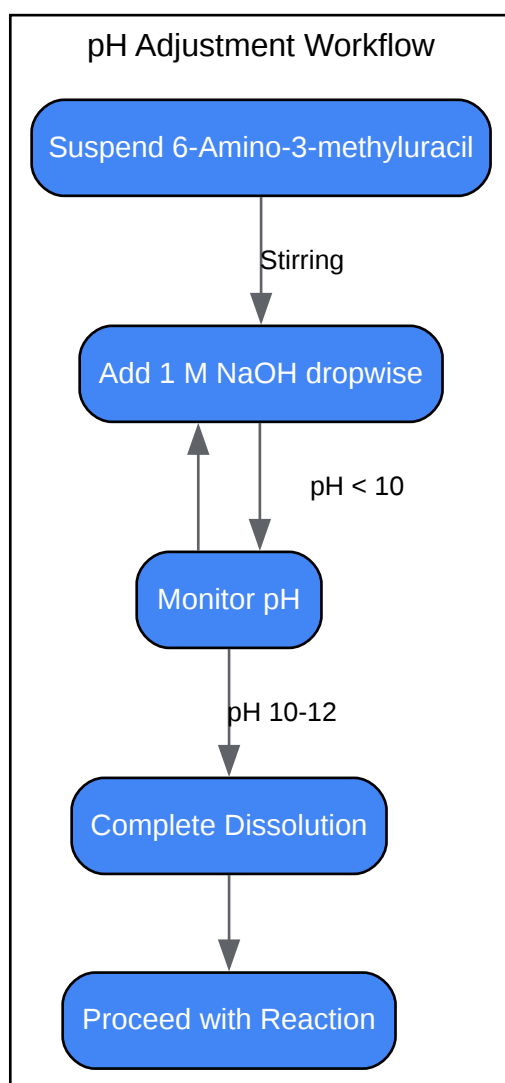 pH Adjustment Workflow
Suspend 6-Amino-3-methyluracil
Stirring
Add 1 M NaOH dropwise
pH < 10
Monitor pH
pH 10-12
Complete Dissolution
Proceed with Reaction